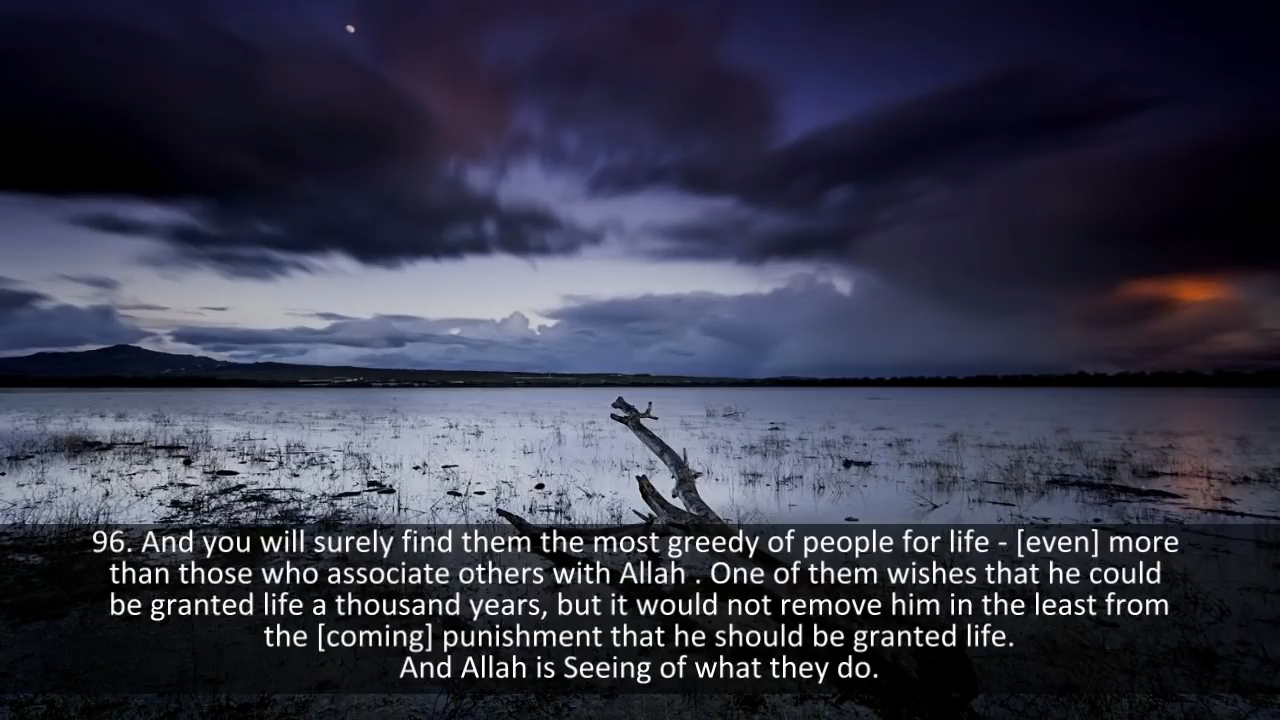 96. And you will surely find them the most greedy of people for life - [even] more
than those who associate others with Allah . One of them wishes that he could
be granted life a thousand years, but it would not remove him in the least from
the [coming] punishment that he should be granted life.
And Allah is Seeing of what they do.